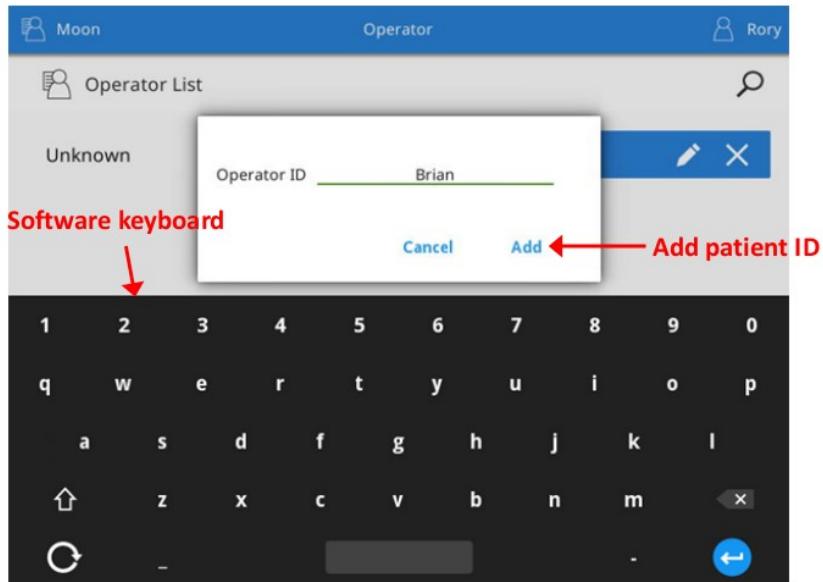 Moon Operator Rory
Operator List
Unknown
Operator ID Brian
Software keyboard
Cancel Add Add patient ID
1 2 3 4 5 6 7 8 9 0
q w e r t y u i o p
a s d f g h j k l
z x c v b n m
_ -